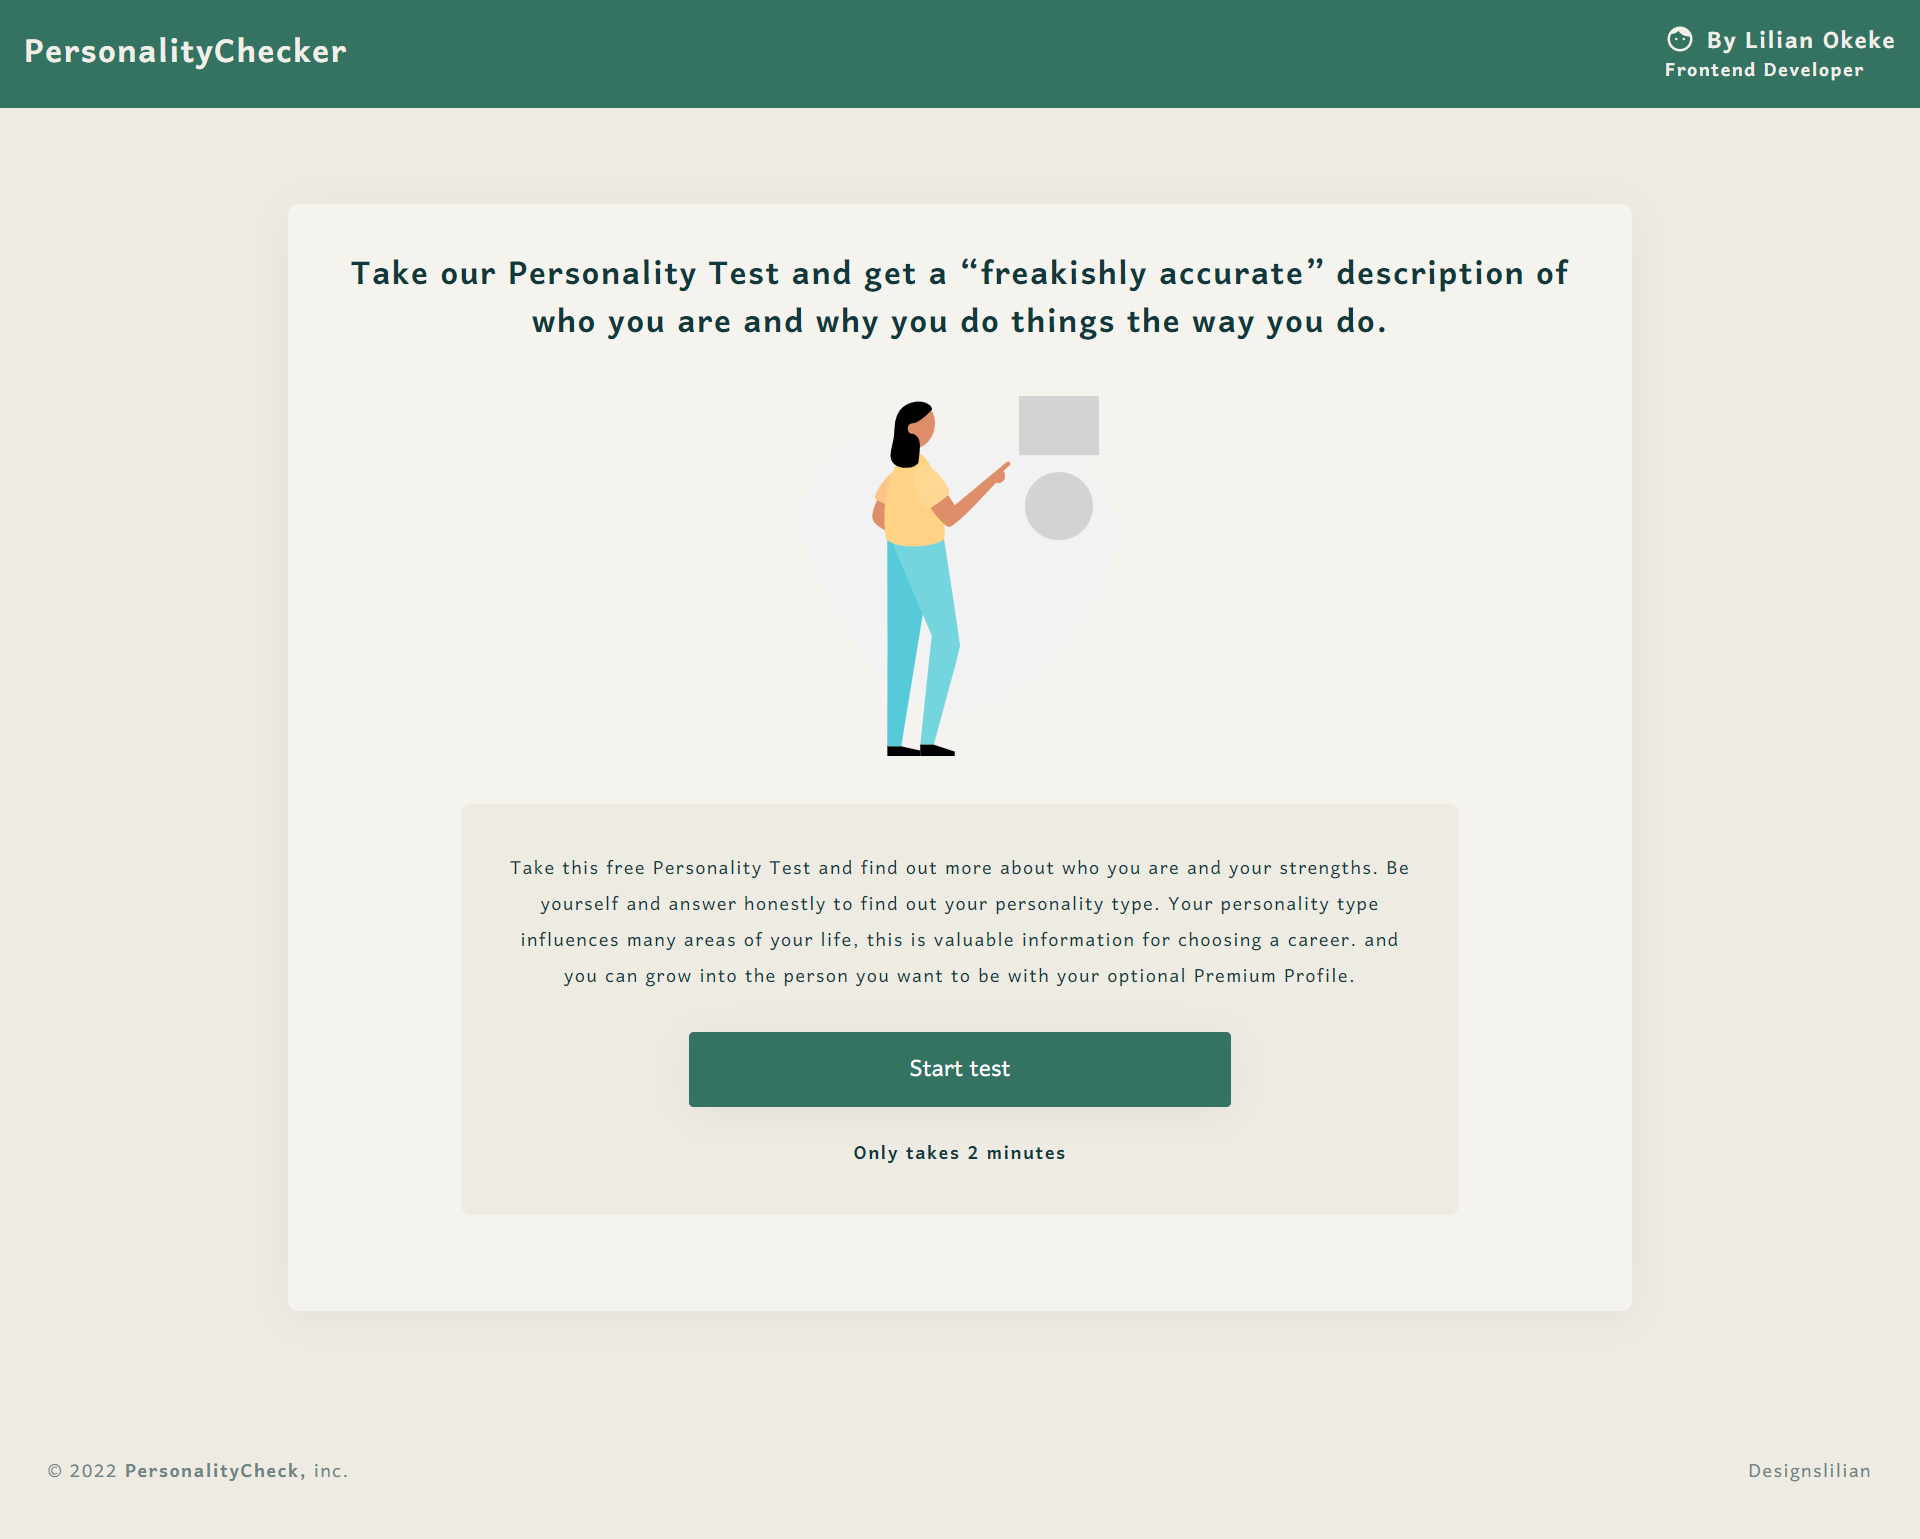 PersonalityChecker
By Lilian Okeke
Frontend Developer
Take our Personality Test and get a “freakishly accurate” description of
who you are and why you do things the way you do.
Take this free Personality Test and find out more about who you are and your strengths. Be
yourself and answer honestly to find out your personality type. Your personality type
influences many areas of your life, this is valuable information for choosing a career. and
you can grow into the person you want to be with your optional Premium Profile.
Start test
Only takes 2 minutes
© 2022 PersonalityCheck, inc.
Designslilian